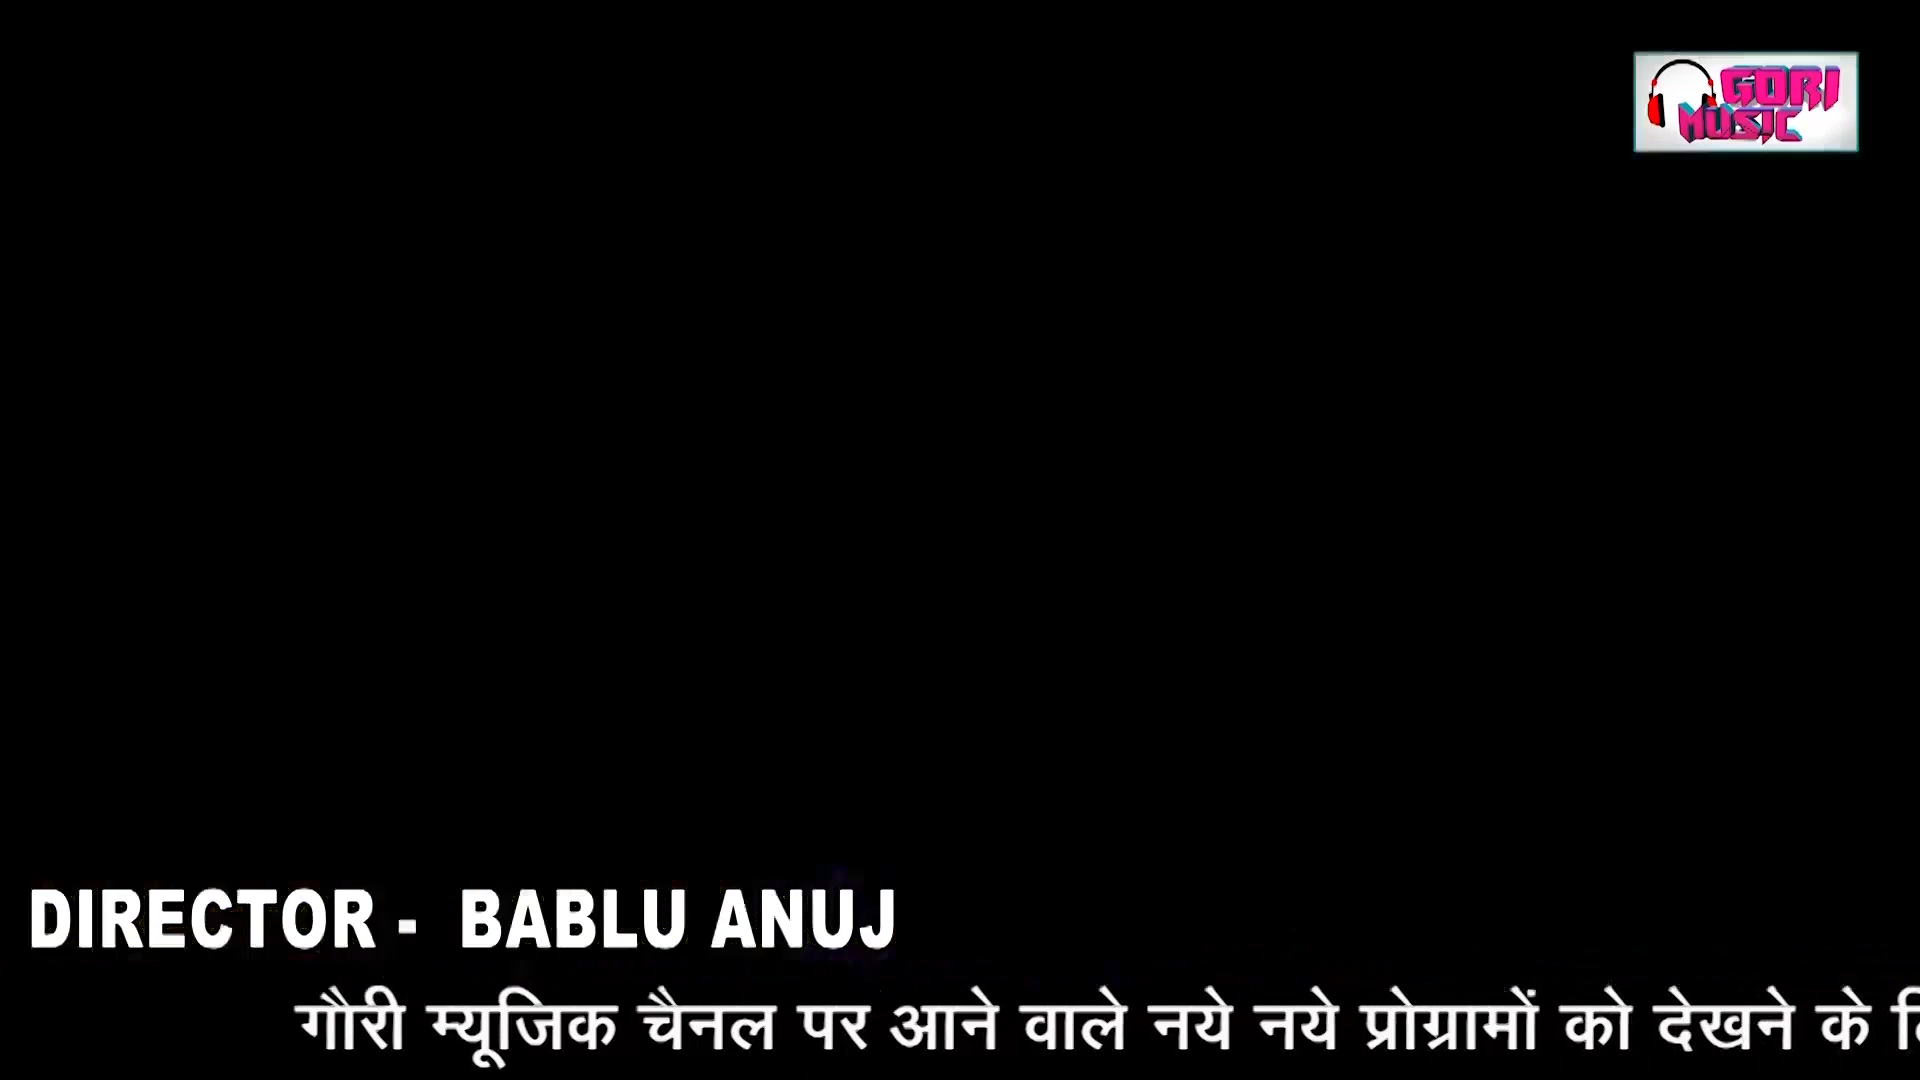 GORI
MUSIC
DIRECTOR - BABLU ANUJ
गौरी म्यूजिक चैनल पर आने वाले नये नये प्रोग्रामों को देखने के